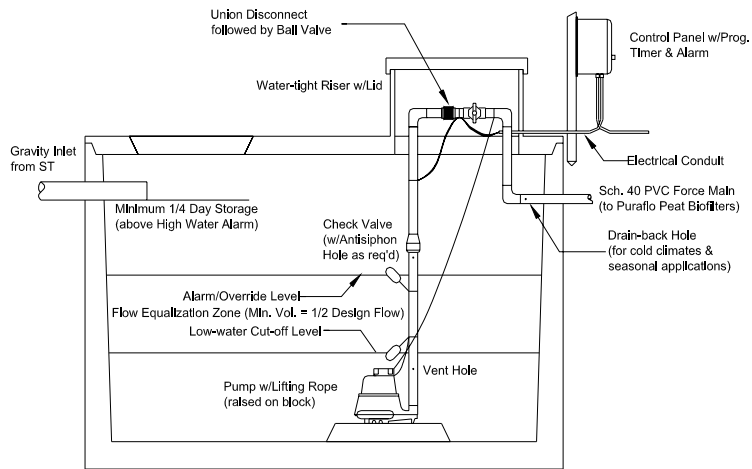 Union Disconnect
followed by Ball Valve
Control Panel w/Prog.
Timer & Alarm
Water-tight Riser w/Lid
Gravity Inlet
from ST
Electrical Conduit
Minimum 1/4 Day Storage
(above High Water Alarm)
Sch. 40 PVC Force Main
(to Puraflo Peat Biofilters)
Check Valve
(w/Antisiphon
Hole as req'd)
Drain-back Hole
(for cold climates &
seasonal applications)
Alarm/Override Level
Flow Equalization Zone (Min. Vol. = 1/2 Design Flow)
Low-water Cut-off Level
Pump w/Lifting Rope
(raised on block)
Vent Hole